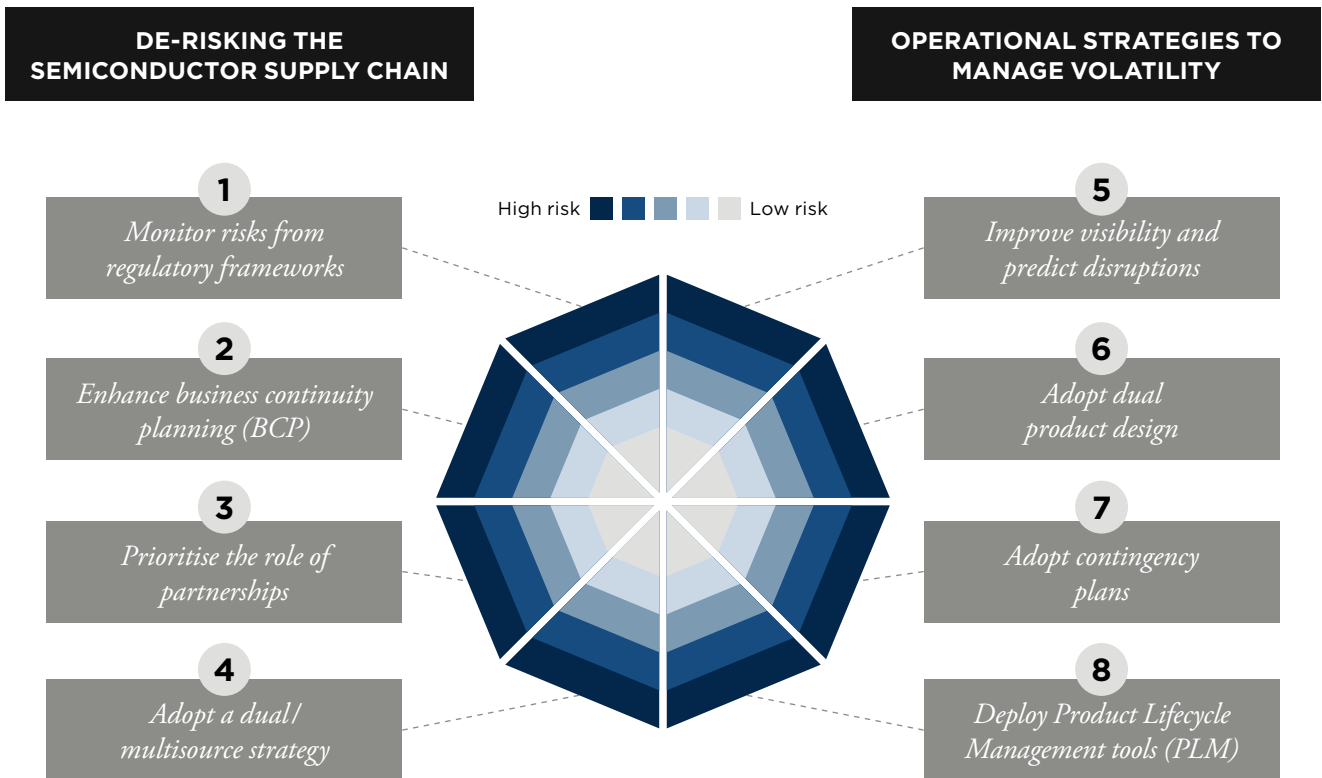 DE-RISKING THE
SEMICONDUCTOR SUPPLY CHAIN
OPERATIONAL STRATEGIES TO
MANAGE VOLATILITY
High risk
Low risk
1
Monitor risks from
regulatory frameworks
2
Enhance business continuity
planning (BCP)
3
Prioritise the role of
partnerships
4
Adopt a dual/
multisource strategy
5
Improve visibility and
predict disruptions
6
Adopt dual
product design
7
Adopt contingency
plans
8
Deploy Product Lifecycle
Management tools (PLM)